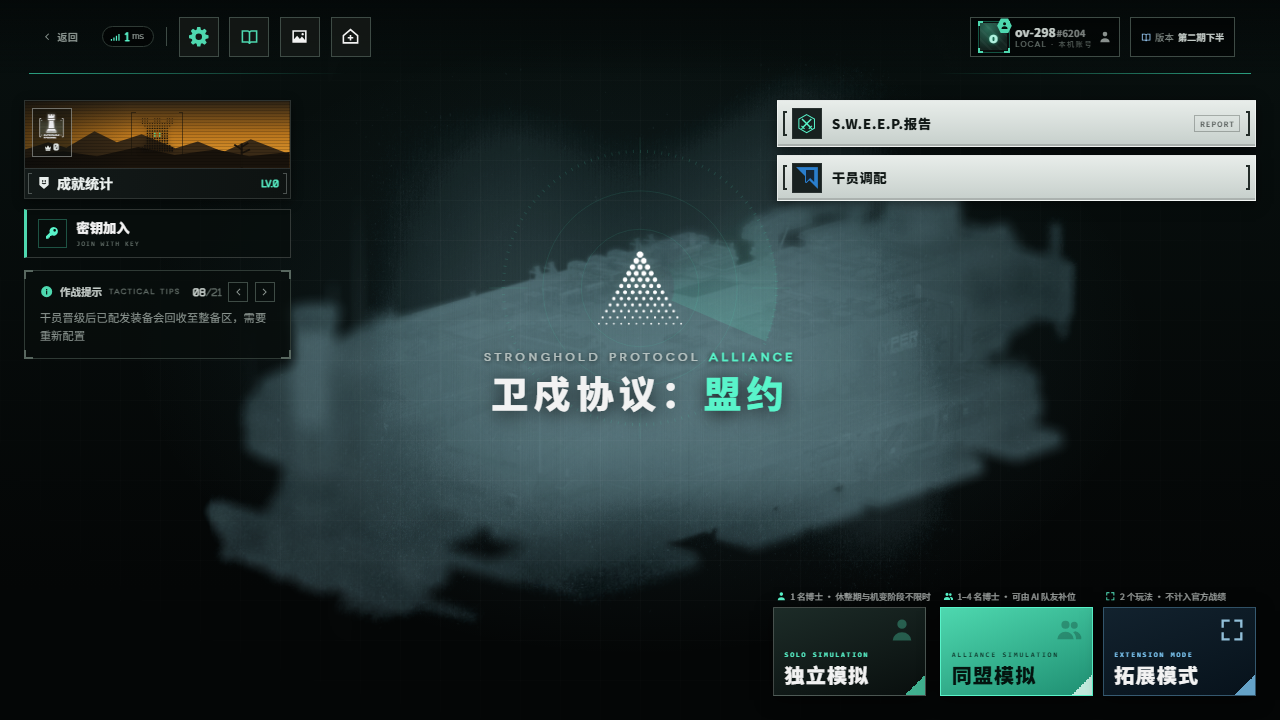 返回
1 ms
ov-298#6204
LOCAL · 本机账号
版本 第二期下半
0
成就统计
LV.0
密钥加入
JOIN WITH KEY
作战提示 TACTICAL TIPS 08/21
干员晋级后已配发装备会回收至整备区，需要
重新配置
S.W.E.E.P.报告
REPORT
干员调配
STRONGHOLD PROTOCOL ALLIANCE
卫戍协议：盟约
1 名博士 · 休整期与机变阶段不限时
SOLO SIMULATION
独立模拟
1–4 名博士 · 可由 AI 队友补位
ALLIANCE SIMULATION
同盟模拟
2 个玩法 · 不计入官方战绩
EXTENSION MODE
拓展模式